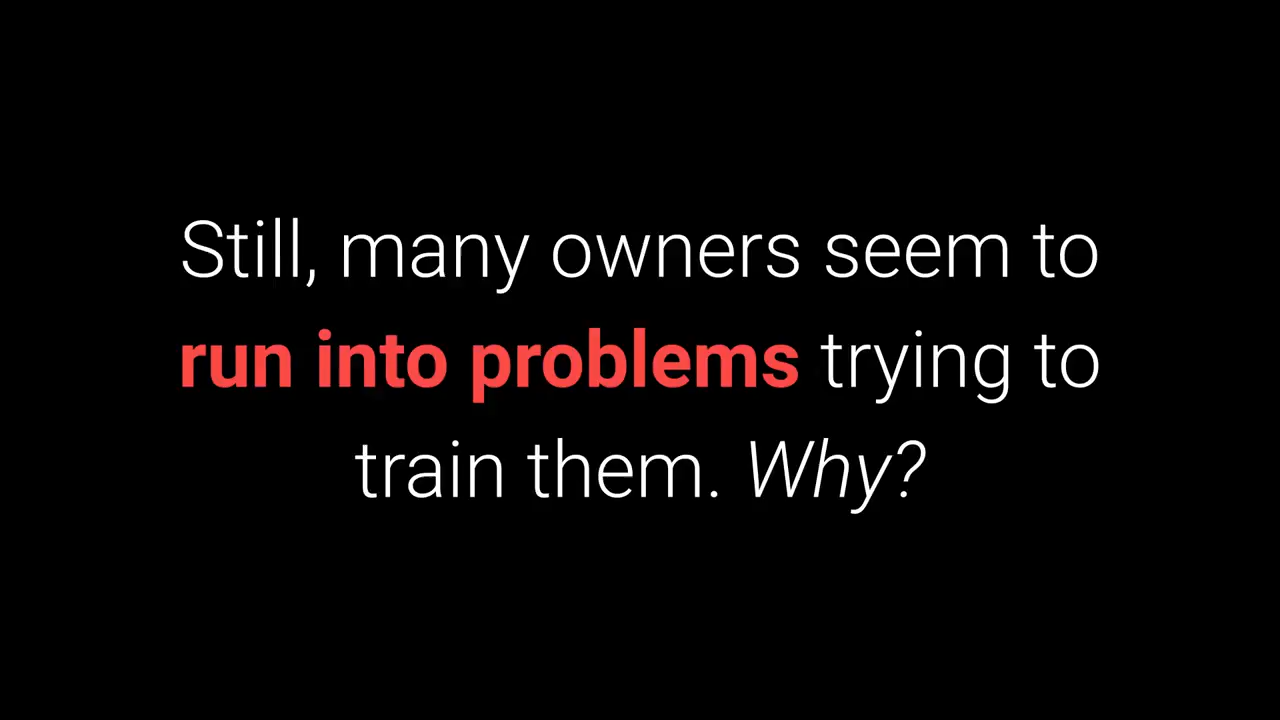 Still, many owners seem to
run into problems trying to
train them. Why?